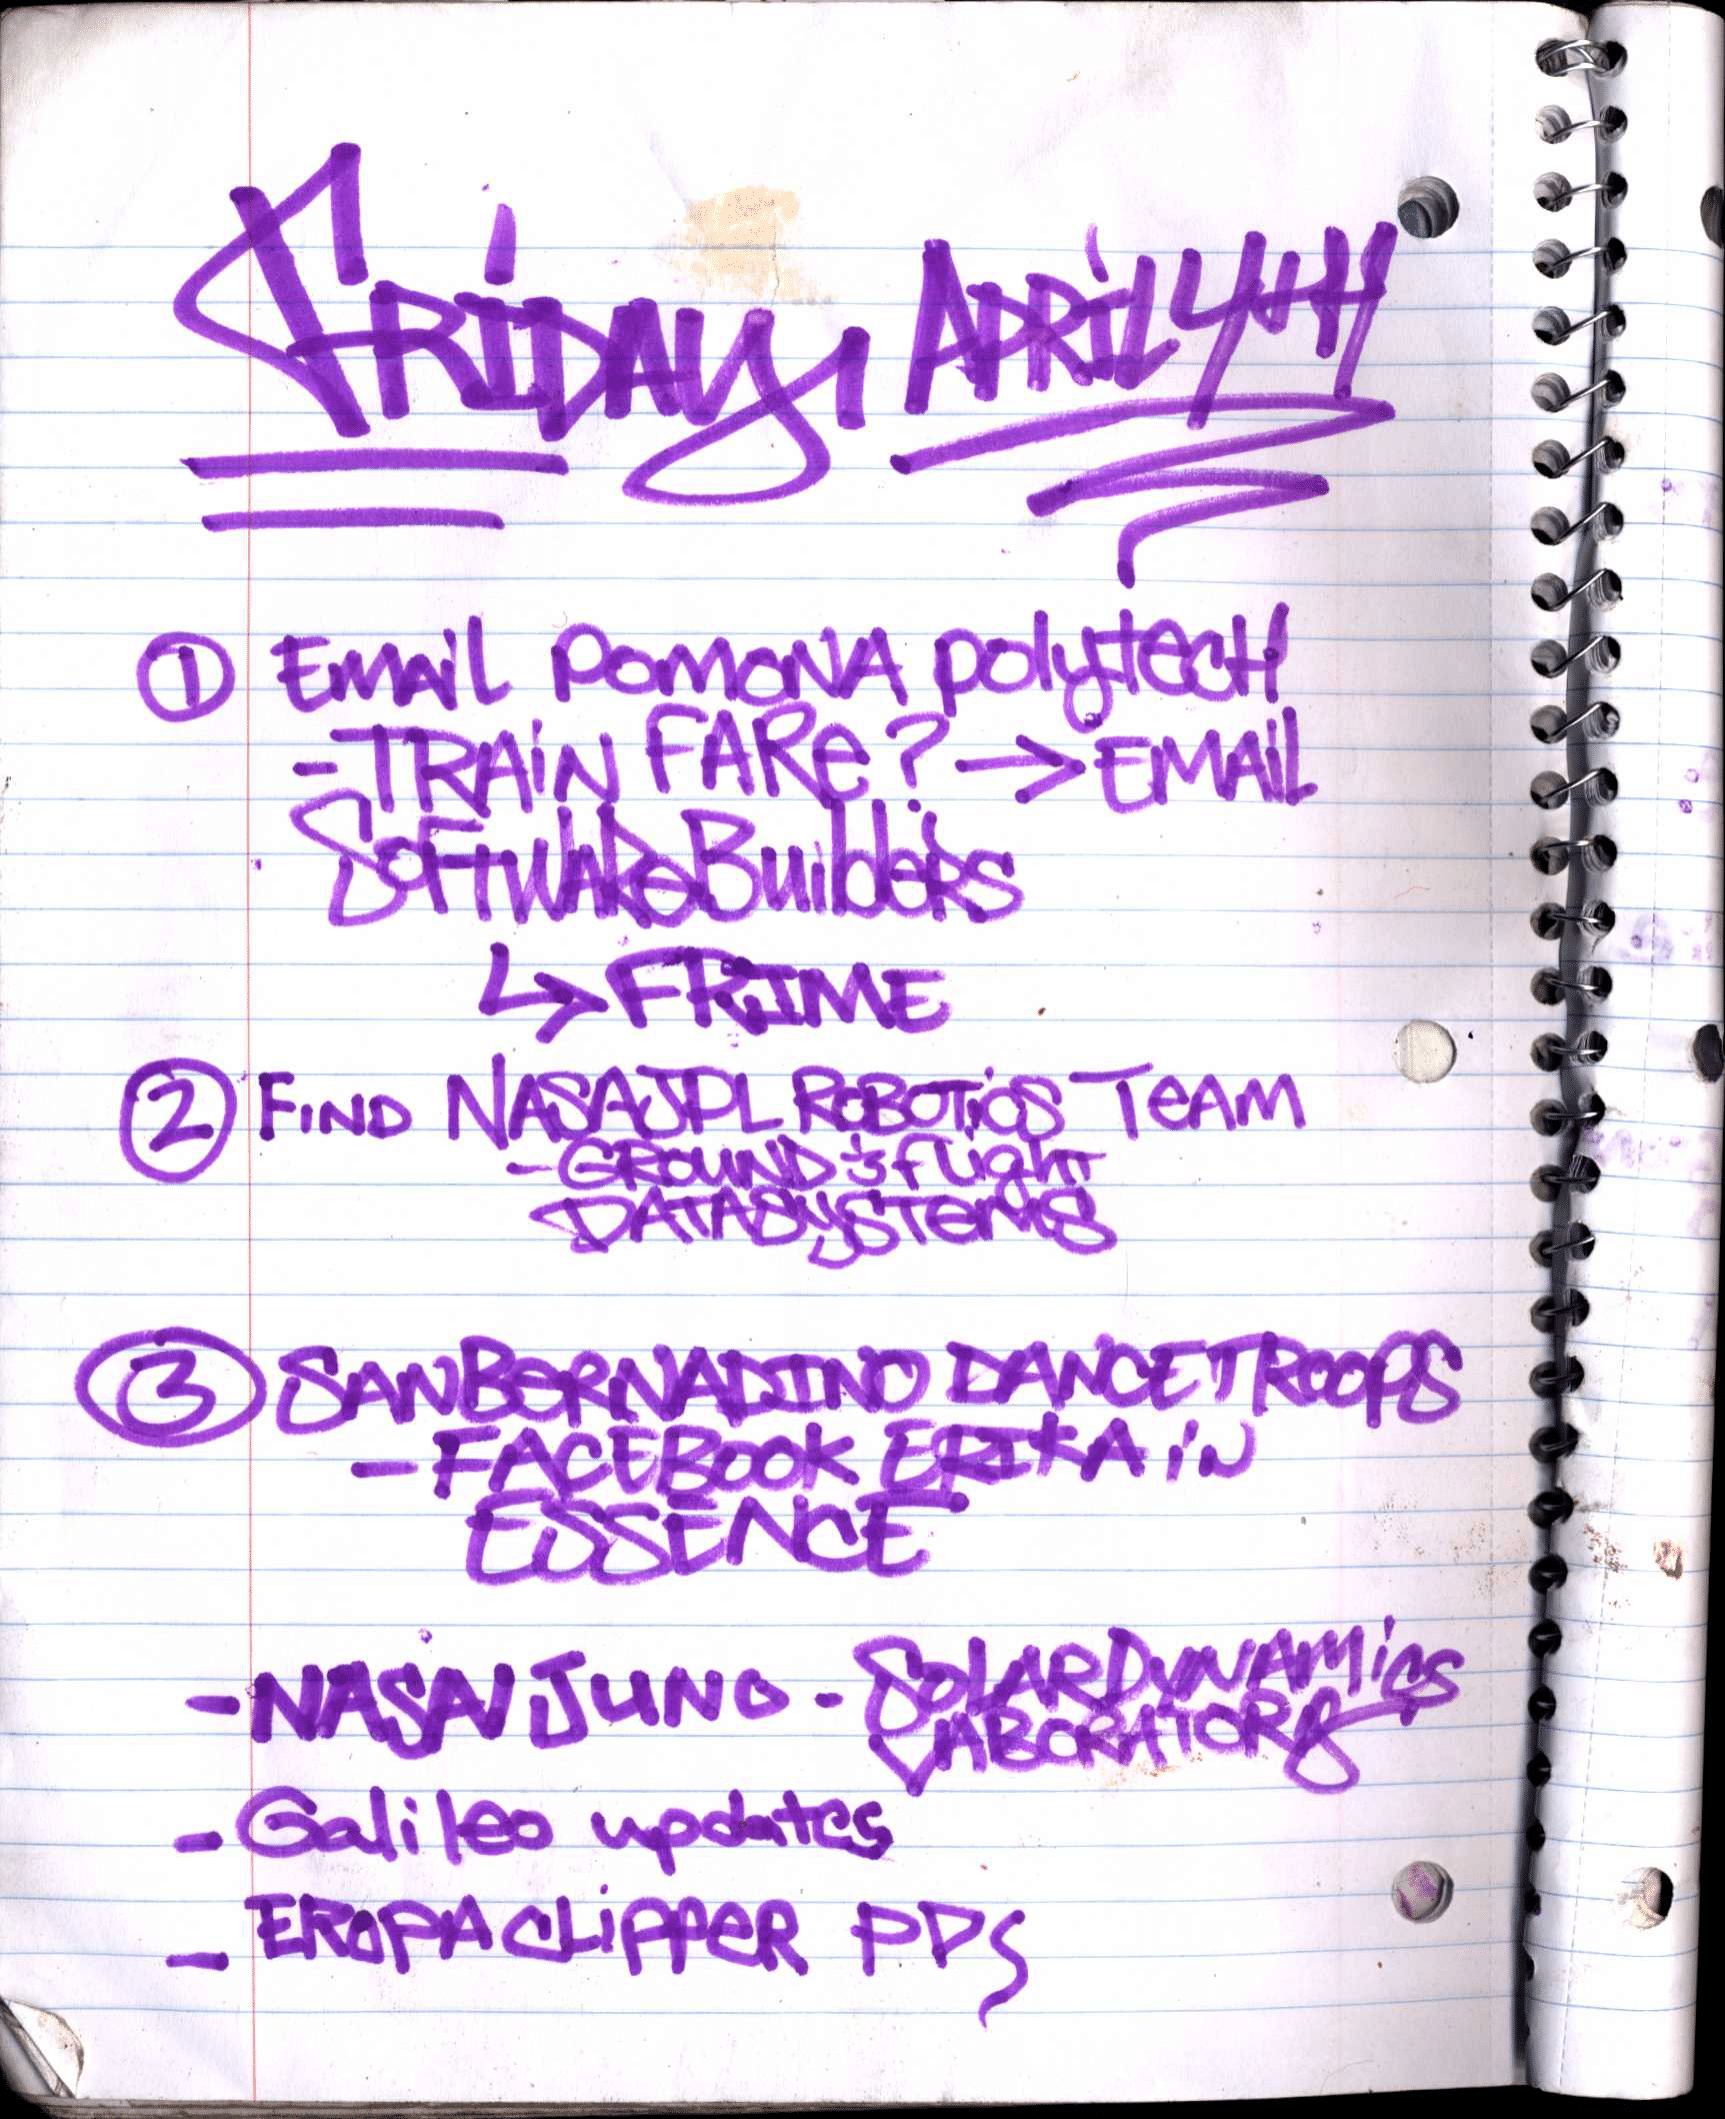 Friday, April 4th
① Email Pomona Polytech
- Train Fare? → Email
Software Builders
↳ FRIME
② Find NASA JPL Robotics Team
- Ground & flight
Data Systems
③ San Bernadino Dance Troops
- Facebook Erika in
Essence
- NASA Juno - Solar Dynamics
Laboratory
- Galileo updates
- Eropa Clipper PDS